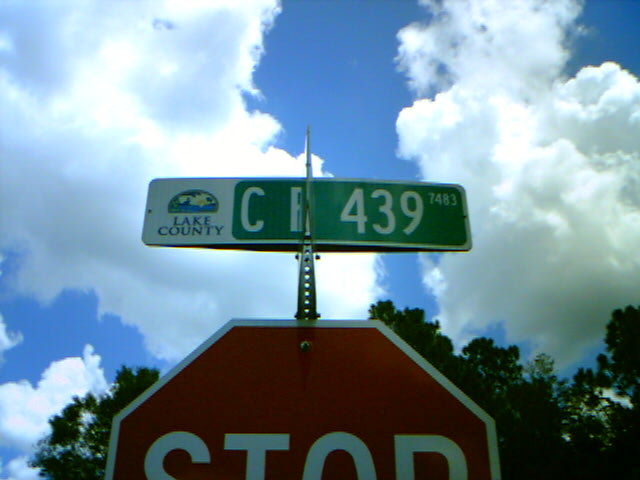 LAKE
COUNTY
C R 439 7483
STOP